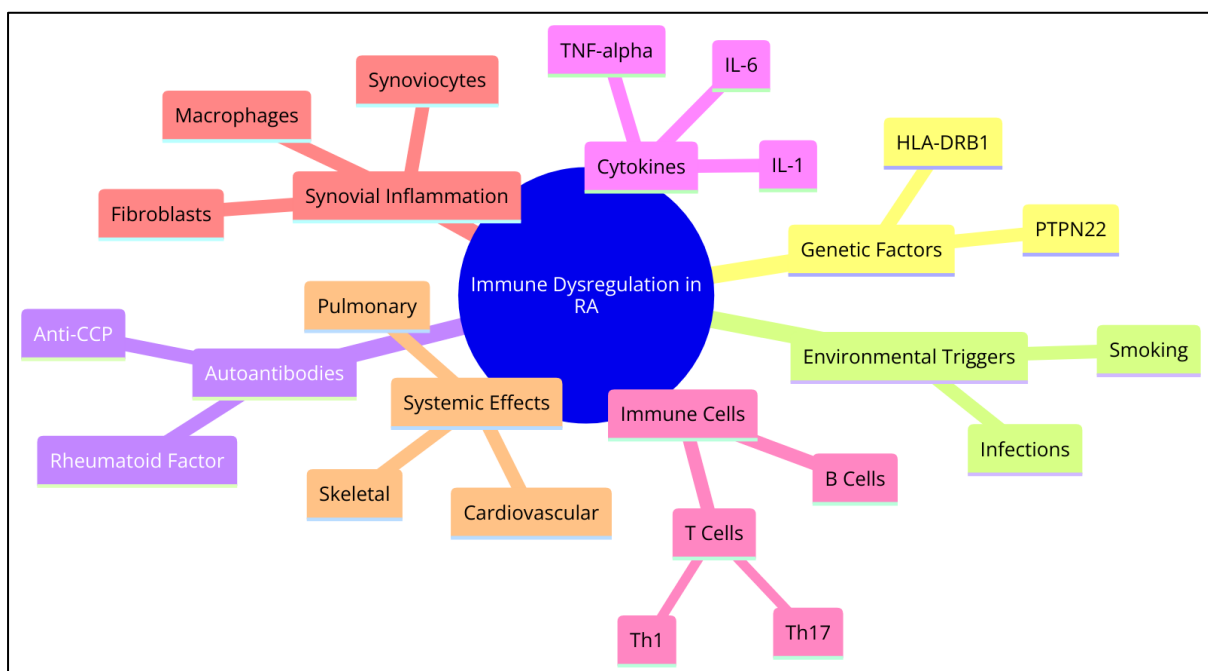 TNF-alpha
IL-6
Synoviocytes
Macrophages
HLA-DRB1
Cytokines
IL-1
Synovial Inflammation
Fibroblasts
PTPN22
Genetic Factors
Immune Dysregulation in
RA
Pulmonary
Anti-CCP
Environmental Triggers
Smoking
Autoantibodies
Systemic Effects
Immune Cells
Rheumatoid Factor
Infections
B Cells
Skeletal
Cardiovascular
T Cells
Th1
Th17